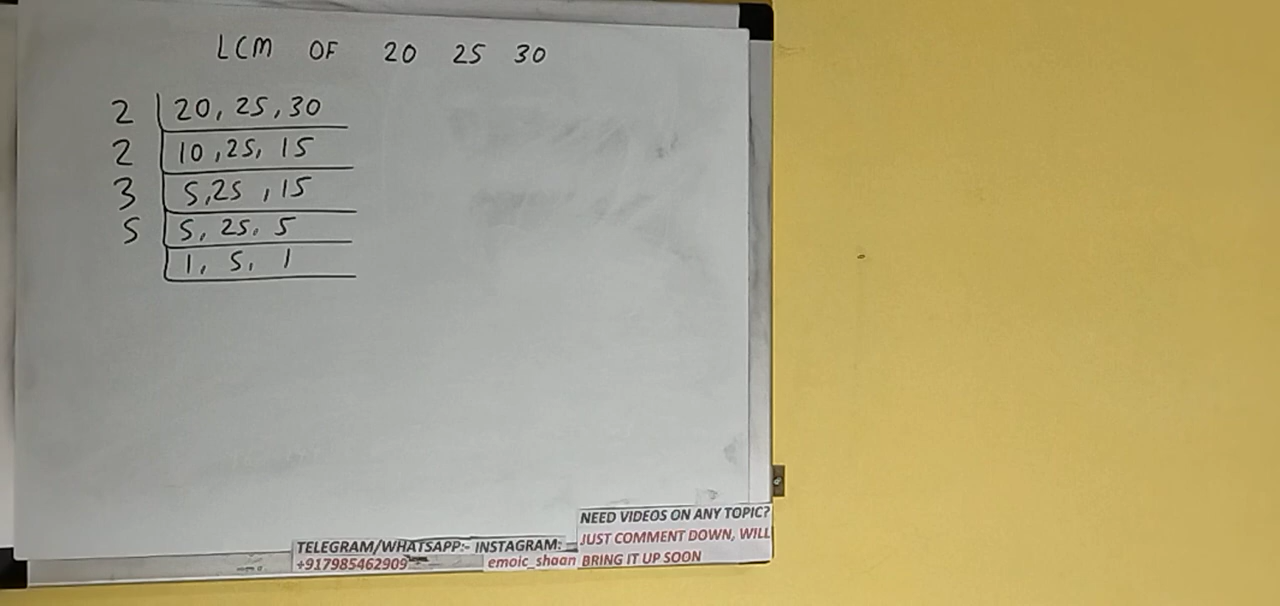 LCM OF 20 25 30
2 20, 25, 30
2 10, 25, 15
3 5, 25, 15
5 5, 25, 5
1, 5, 1
NEED VIDEOS ON ANY TOPIC?
JUST COMMENT DOWN, WILL
BRING IT UP SOON
TELEGRAM/WHATSAPP:- INSTAGRAM:
+917985462909 emoic_shaan